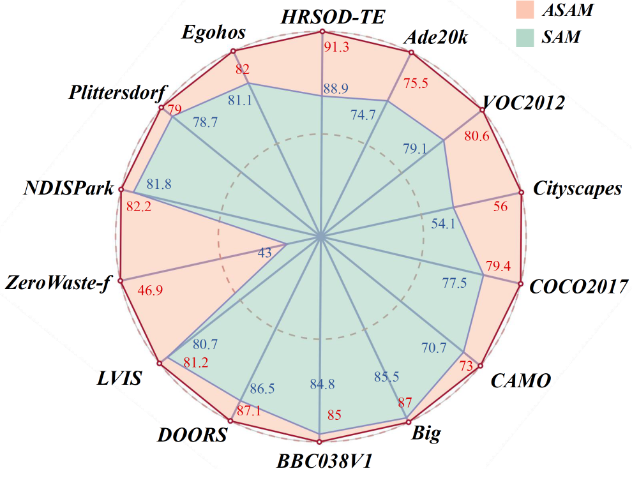 HRSOD-TE
ASAM
SAM
Egohos
Ade20k
91.3
82
75.5
88.9
Plittersdorf
81.1
74.7
VOC2012
79
78.7
79.1
80.6
NDISPark
81.8
Cityscapes
82.2
54.1
56
43
79.4
ZeroWaste-f
46.9
77.5
COCO2017
80.7
70.7
81.2
73
LVIS
86.5
84.8
85.5
CAMO
87.1
85
87
DOORS
Big
BBC038V1